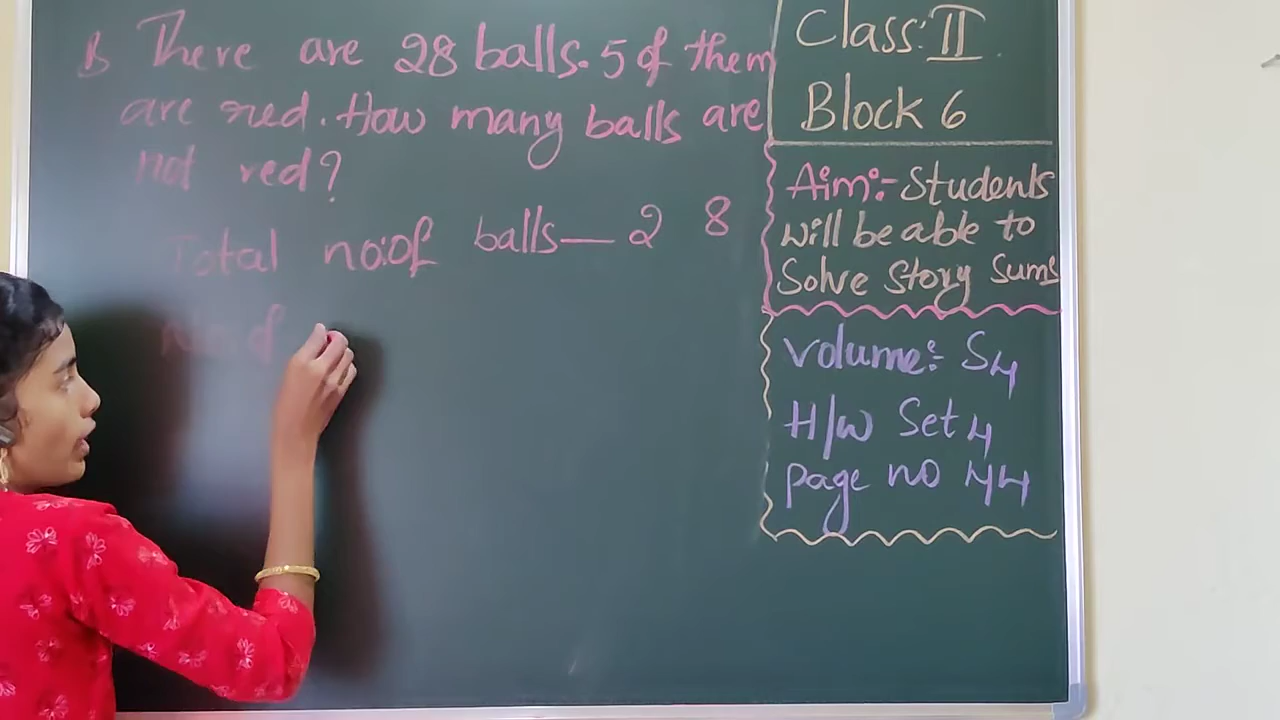 B There are 28 balls. 5 of them
are red. How many balls are
not red?
Total no: of balls — 2 8
No: of
Class: II
Block 6
Aim:- Students
will be able to
Solve Story Sums
Volume:- S4
H/W Set 4
Page no 44